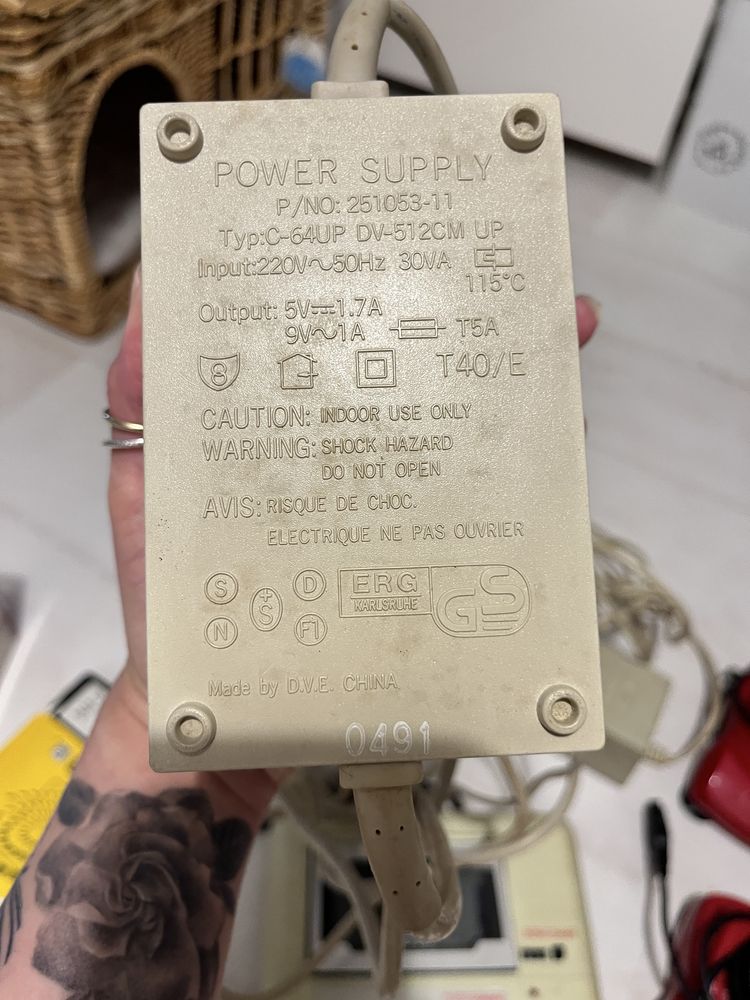 POWER SUPPLY
P/NO: 251053-11
Typ:C-64UP DV-512CM UP
Input:220V~50Hz 30VA
115°C
Output: 5V⎓1.7A
9V~1A T5A
8 T40/E
CAUTION: INDOOR USE ONLY
WARNING: SHOCK HAZARD
DO NOT OPEN
AVIS: RISQUE DE CHOC.
ELECTRIQUE NE PAS OUVRIER
S +S D ERG GS
KARLSRUHE
N FI
Made by D.V.E. CHINA
0491